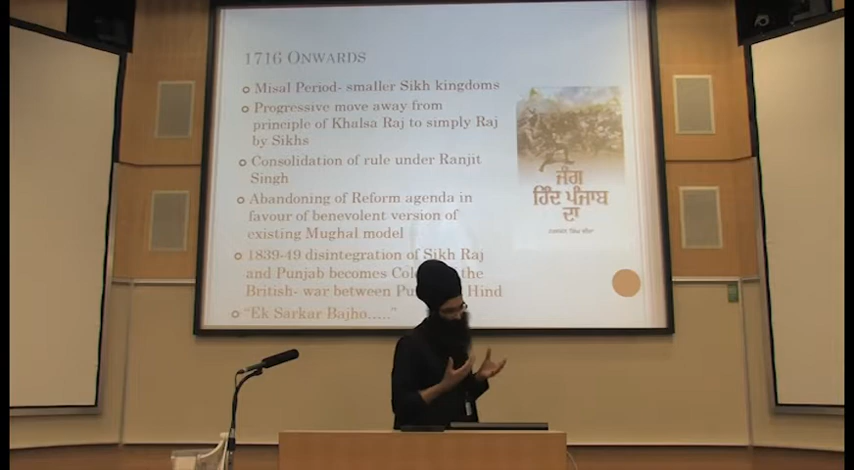 1716 ONWARDS
Misal Period- smaller Sikh kingdoms
Progressive move away from
principle of Khalsa Raj to simply Raj
by Sikhs
Consolidation of rule under Ranjit
Singh
Abandoning of Reform agenda in
favour of benevolent version of
existing Mughal model
1839-49 disintegration of Sikh Raj
and Punjab becomes the
British- war between Hind
"Ek Sarkar Bajho....."
ਜੰਗ
ਹਿੰਦ ਪੰਜਾਬ
ਦਾ